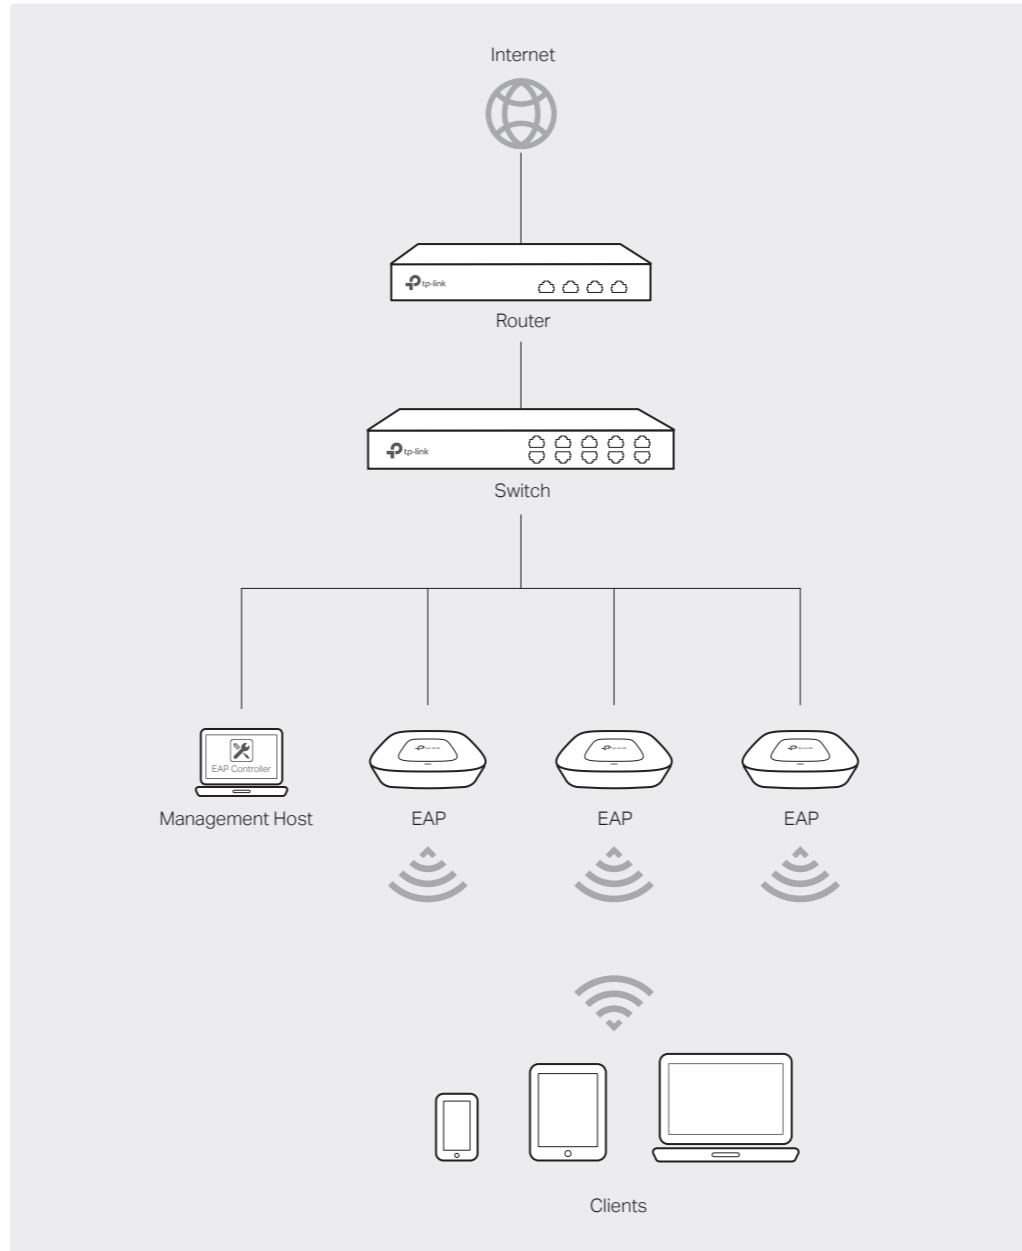 Internet
tp-link
Router
tp-link
Switch
EAP Controller
Management Host
EAP
EAP
EAP
Clients